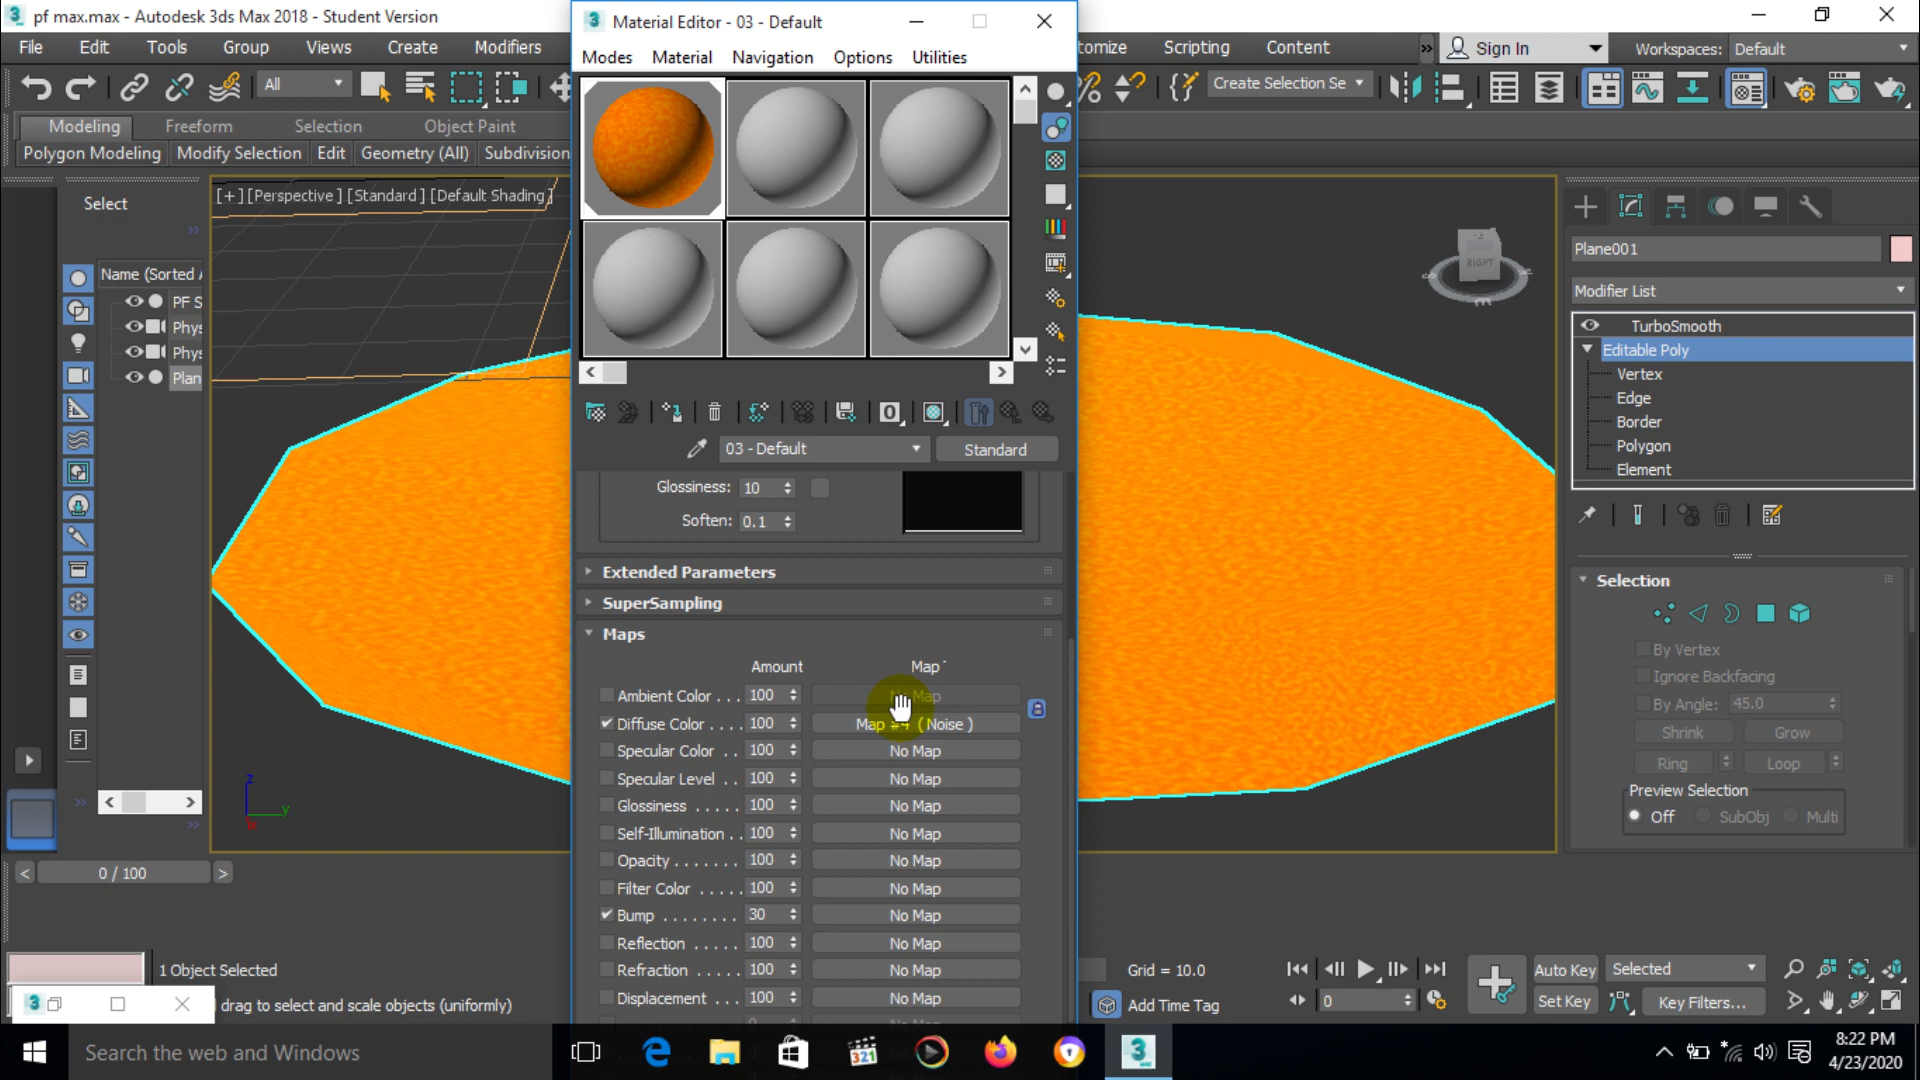 pf max.max - Autodesk 3ds Max 2018 - Student Version
File Edit Tools Group Views Create Modifiers
tomize Scripting Content
Sign In
Workspaces: Default
All
Create Selection Se
Modeling Freeform Selection Object Paint
Polygon Modeling Modify Selection Edit Geometry (All) Subdivision
Select
Name (Sorted A
PF S
Phys
Phys
Plan
[+] [Perspective ] [Standard ] [Default Shading ]
Material Editor - 03 - Default
Modes Material Navigation Options Utilities
03 - Default Standard
Glossiness: 10
Soften: 0.1
Extended Parameters
SuperSampling
Maps
Amount Map
Ambient Color . . . 100 No Map
Diffuse Color . . . . 100 Map #4 ( Noise )
Specular Color . . 100 No Map
Specular Level . . 100 No Map
Glossiness . . . . . 100 No Map
Self-Illumination . . 100 No Map
Opacity . . . . . . . 100 No Map
Filter Color . . . . . 100 No Map
Bump . . . . . . . . 30 No Map
Reflection . . . . . 100 No Map
Refraction . . . . . 100 No Map
Displacement . . . 100 No Map
RIGHT
z
y
Plane001
Modifier List
TurboSmooth
Editable Poly
Vertex
Edge
Border
Polygon
Element
Selection
By Vertex
Ignore Backfacing
By Angle: 45.0
Shrink Grow
Ring Loop
Preview Selection
Off SubObj Multi
< 0 / 100 >
1 Object Selected
drag to select and scale objects (uniformly)
Grid = 10.0
Add Time Tag
0
Auto Key Selected
Set Key Key Filters...
3
Search the web and Windows
321
3
8:22 PM
4/23/2020